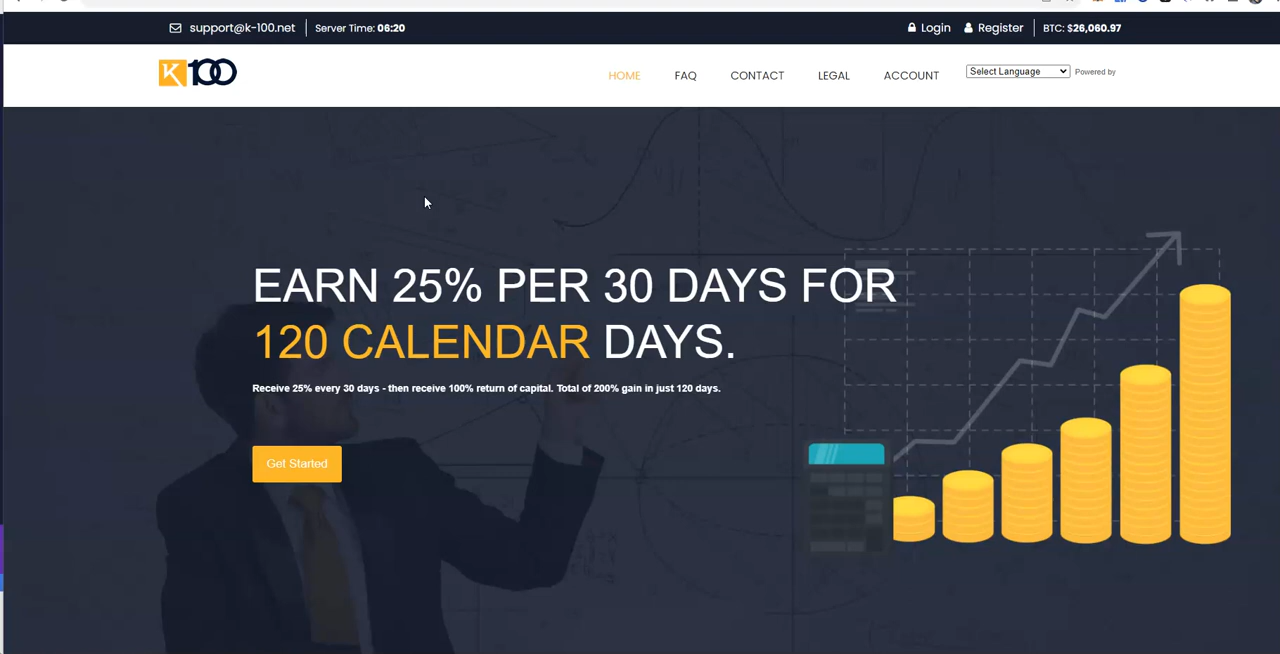 support@k-100.net
Server Time: 06:20
Login
Register
BTC: $26,060.97
K100
HOME
FAQ
CONTACT
LEGAL
ACCOUNT
Select Language
Powered by
EARN 25% PER 30 DAYS FOR
120 CALENDAR DAYS.
Receive 25% every 30 days - then receive 100% return of capital. Total of 200% gain in just 120 days.
Get Started